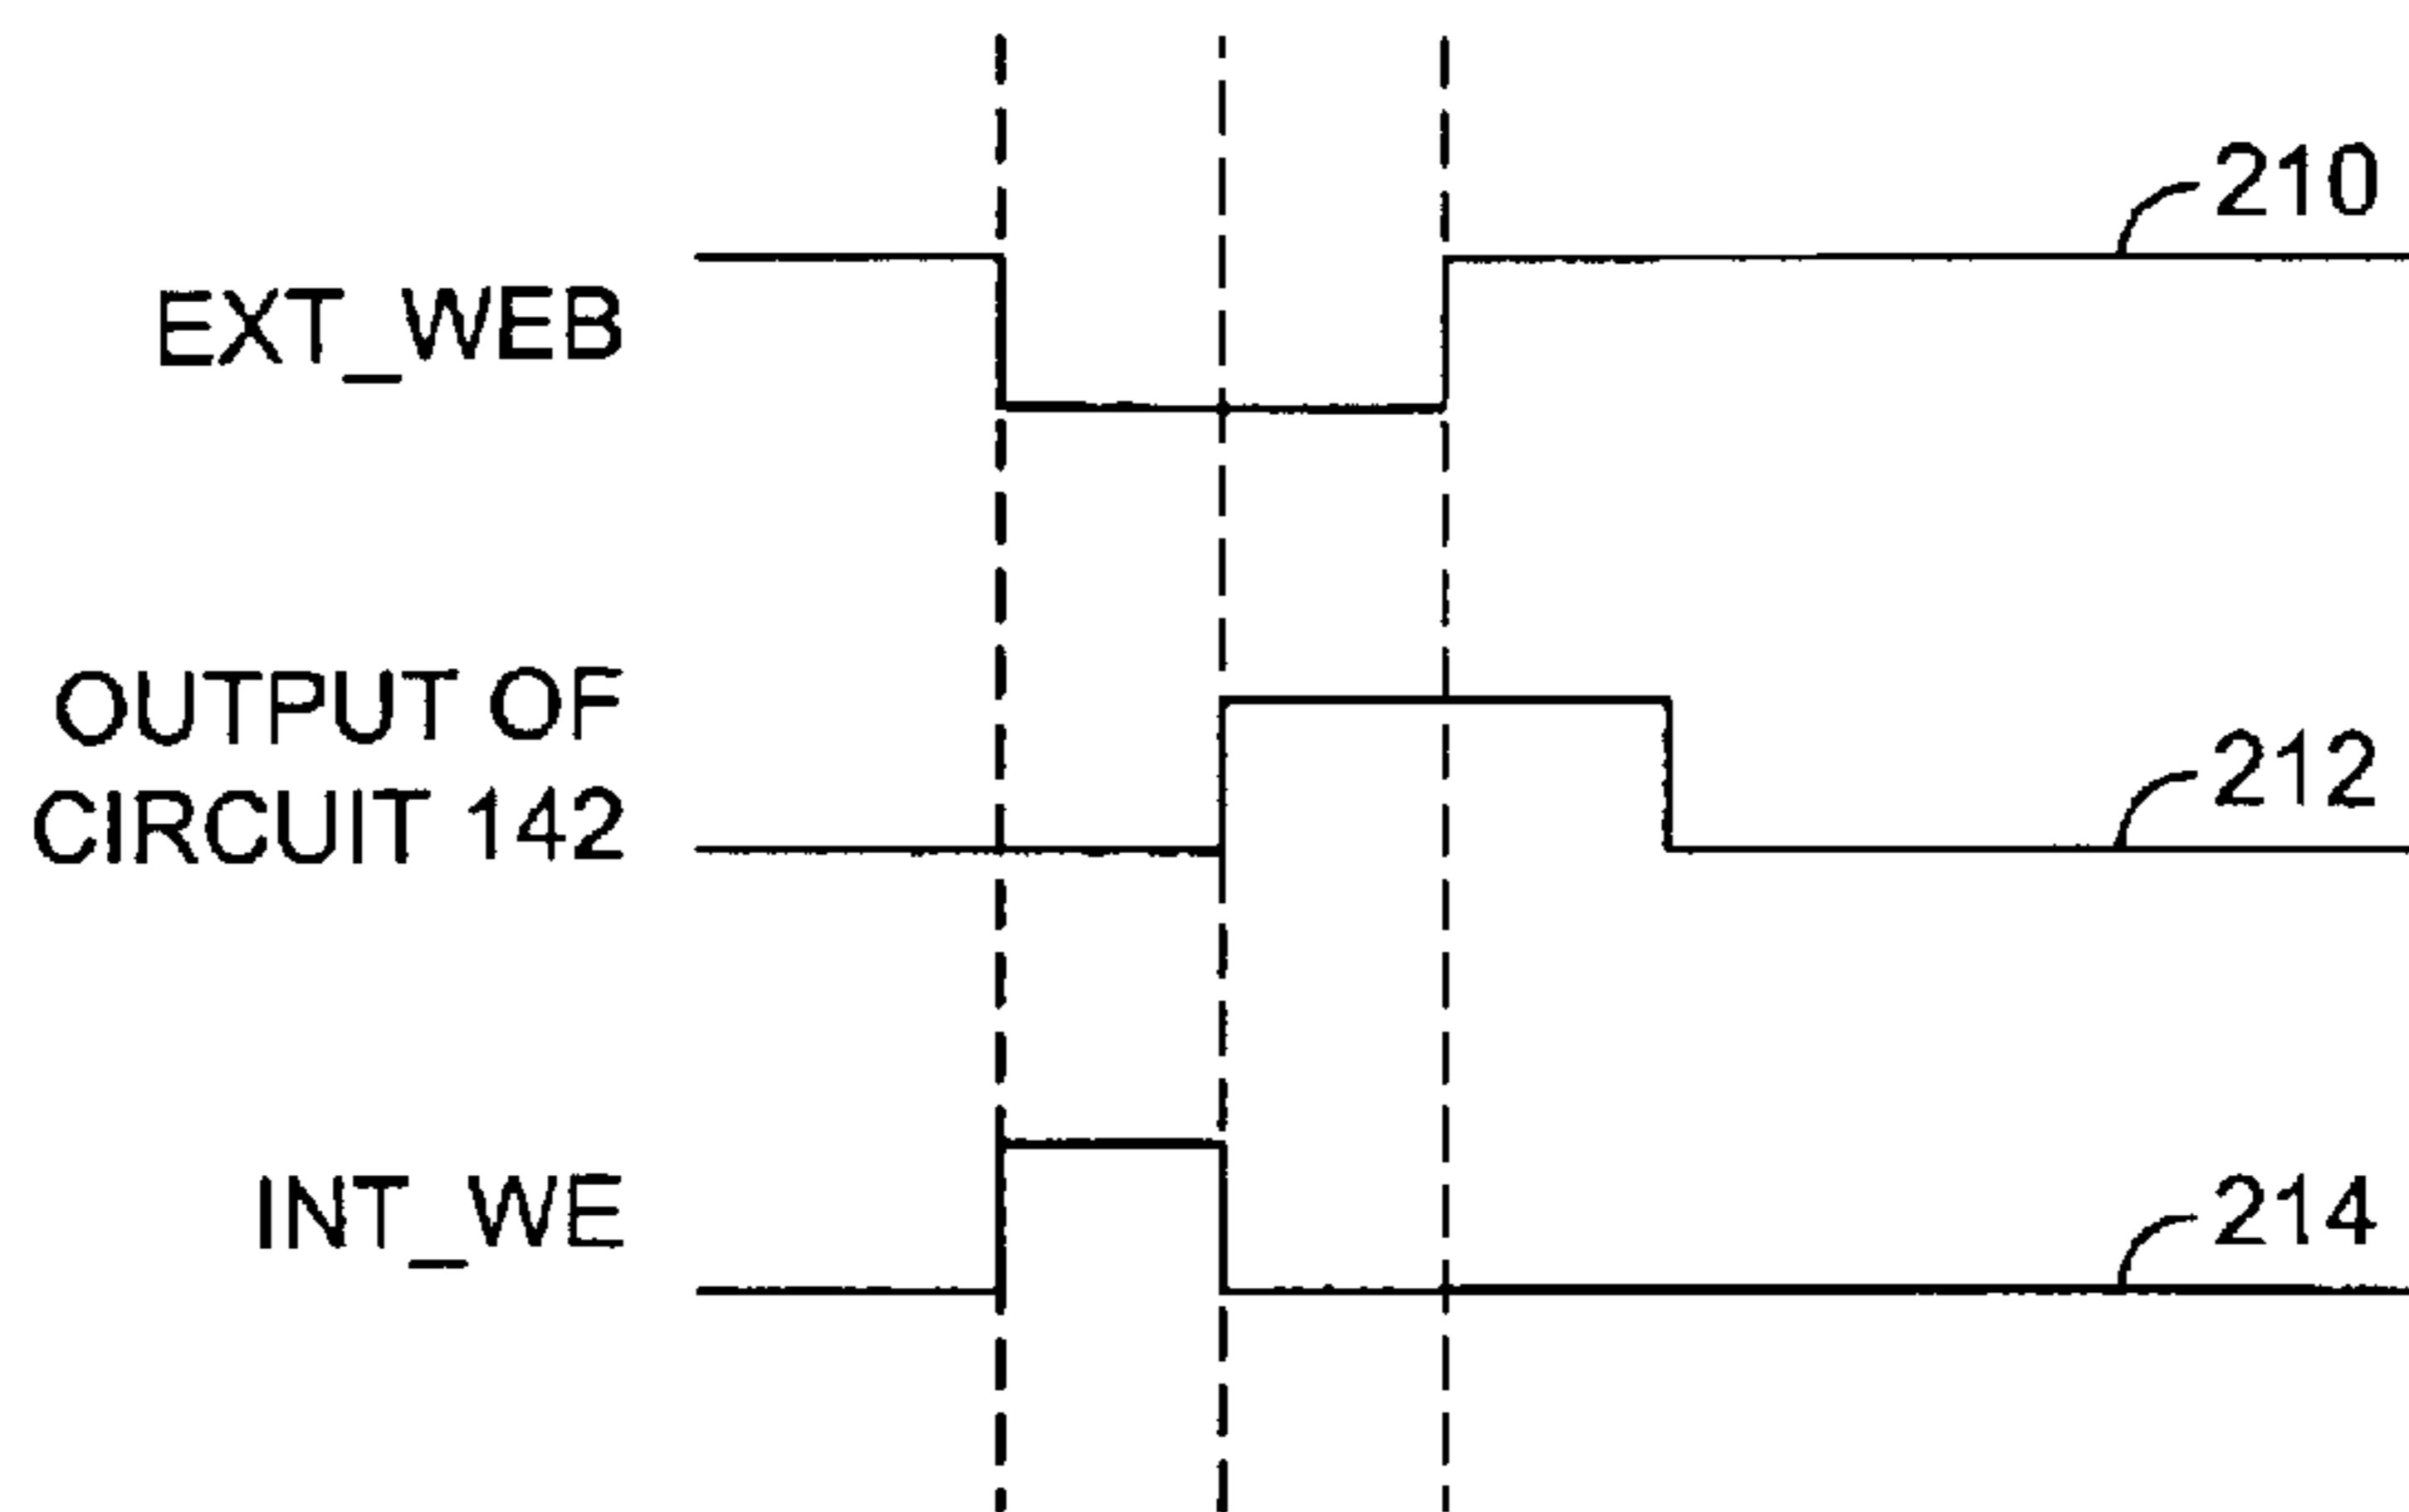 210
EXT_WEB
OUTPUT OF
CIRCUIT 142
212
INT_WE
214